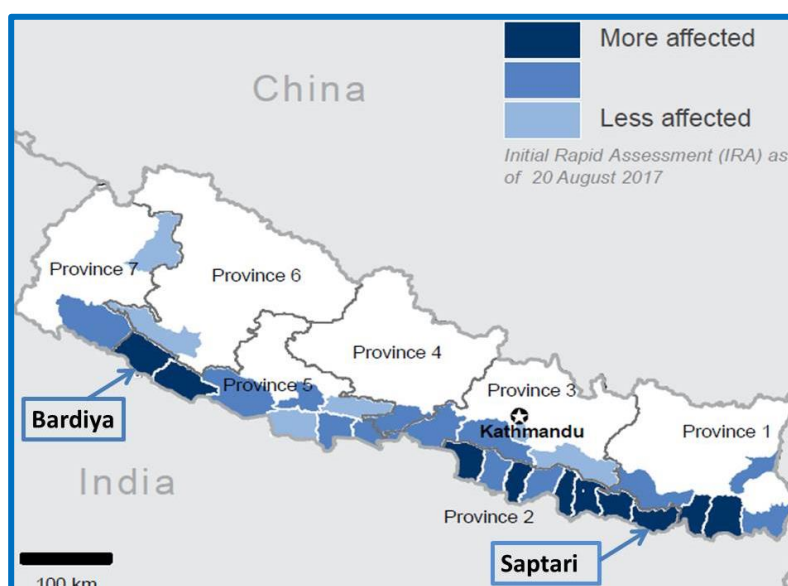 More affected
Less affected
Initial Rapid Assessment (IRA) as
of 20 August 2017
China
Province 7
Province 6
Province 4
Province 5
Province 3
Kathmandu
Province 1
Bardiya
India
Province 2
Saptari
100 km